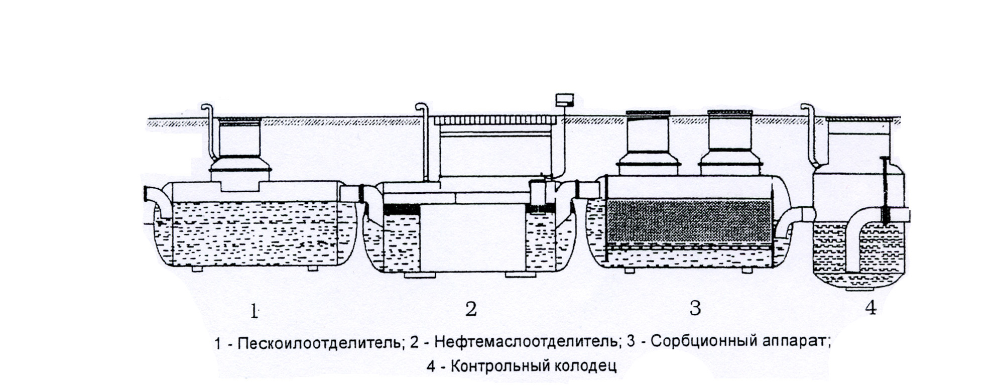 1 2 3 4
1 - Пескоилоотделитель; 2 - Нефтемаслоотделитель; 3 - Сорбционный аппарат;
4 - Контрольный колодец